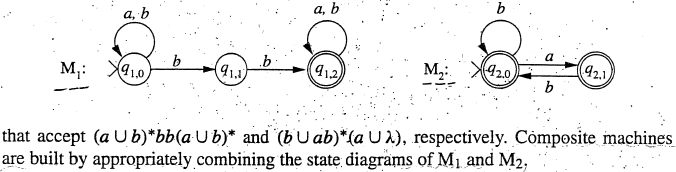 a, b a, b b
M₁: q₁,₀ b q₁,₁ b q₁,₂ M₂: q₂,₀ a q₂,₁
b
that accept (a ∪ b)*bb(a ∪ b)* and (b ∪ ab)*(a ∪ λ), respectively. Composite machines
are built by appropriately combining the state diagrams of M₁ and M₂.